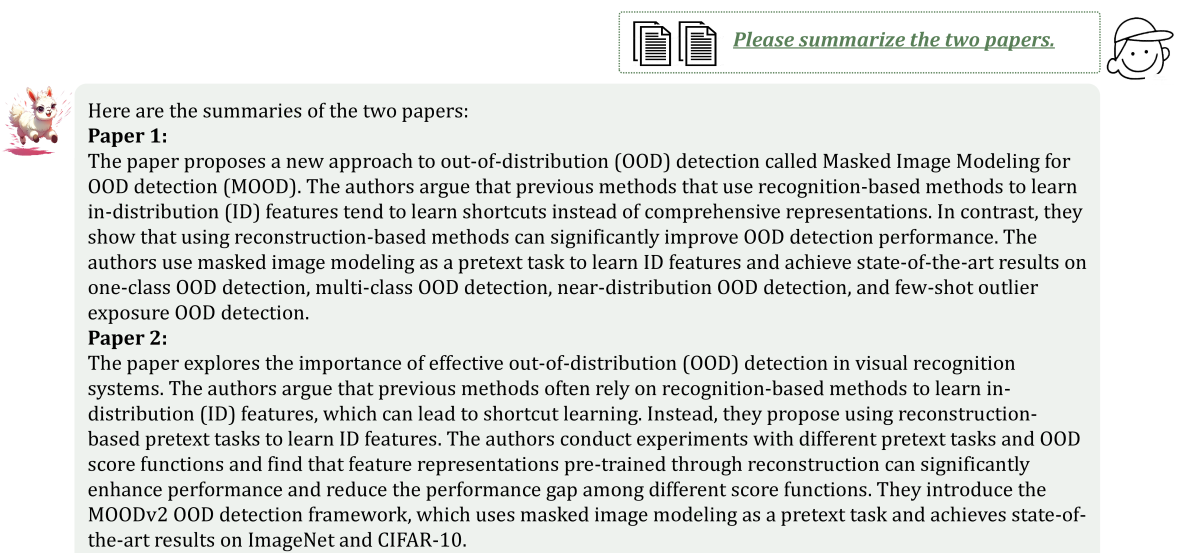 Please summarize the two papers.
Here are the summaries of the two papers:
Paper 1:
The paper proposes a new approach to out-of-distribution (OOD) detection called Masked Image Modeling for
OOD detection (MOOD). The authors argue that previous methods that use recognition-based methods to learn
in-distribution (ID) features tend to learn shortcuts instead of comprehensive representations. In contrast, they
show that using reconstruction-based methods can significantly improve OOD detection performance. The
authors use masked image modeling as a pretext task to learn ID features and achieve state-of-the-art results on
one-class OOD detection, multi-class OOD detection, near-distribution OOD detection, and few-shot outlier
exposure OOD detection.
Paper 2:
The paper explores the importance of effective out-of-distribution (OOD) detection in visual recognition
systems. The authors argue that previous methods often rely on recognition-based methods to learn in-
distribution (ID) features, which can lead to shortcut learning. Instead, they propose using reconstruction-
based pretext tasks to learn ID features. The authors conduct experiments with different pretext tasks and OOD
score functions and find that feature representations pre-trained through reconstruction can significantly
enhance performance and reduce the performance gap among different score functions. They introduce the
MOODv2 OOD detection framework, which uses masked image modeling as a pretext task and achieves state-of-
the-art results on ImageNet and CIFAR-10.